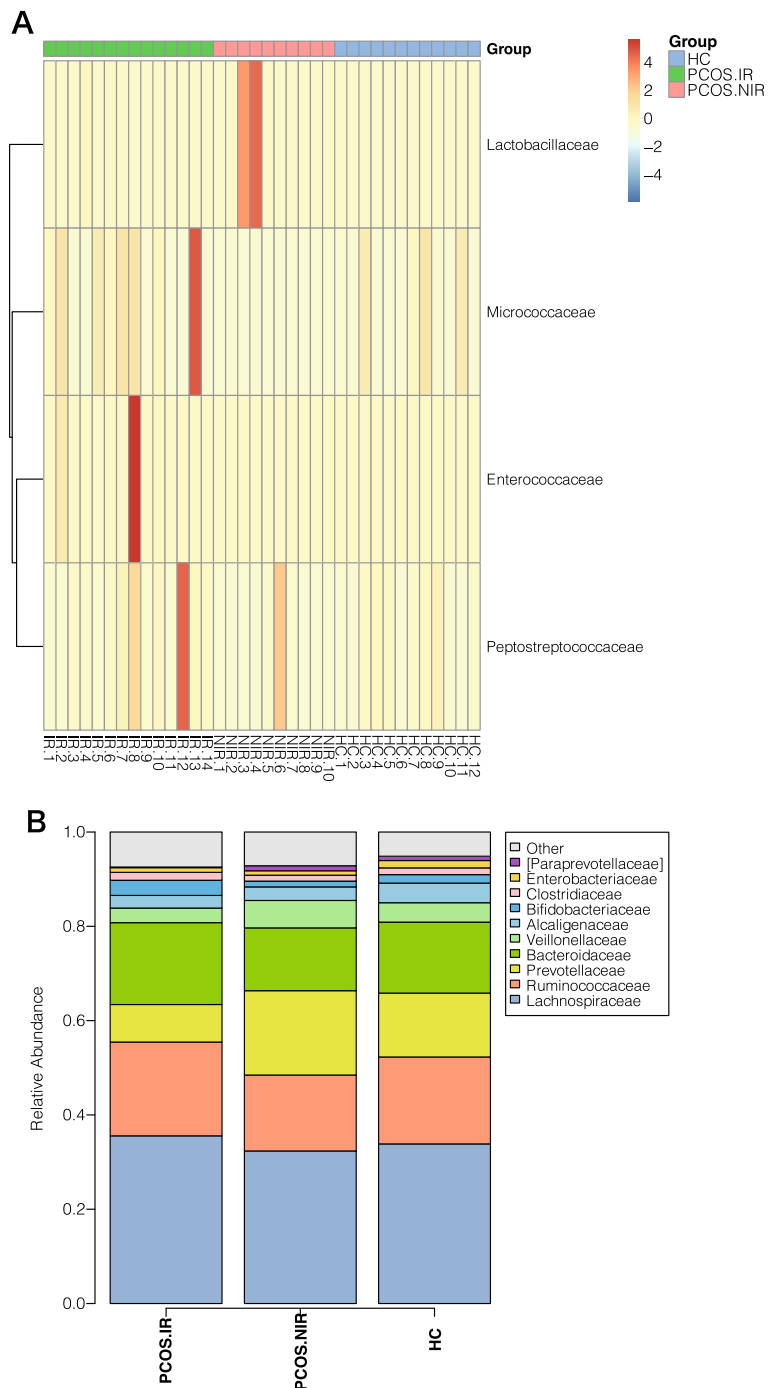 A
Group
Group
HC
PCOS.IR
PCOS.NIR
4
2
0
−2
−4
Lactobacillaceae
Micrococcaceae
Enterococcaceae
Peptostreptococcaceae
IR.1
IR.2
IR.3
IR.4
IR.5
IR.6
IR.7
IR.8
IR.9
IR.10
IR.11
IR.12
IR.13
IR.14
NIR.1
NIR.2
NIR.3
NIR.4
NIR.5
NIR.6
NIR.7
NIR.8
NIR.9
NIR.10
HC.1
HC.2
HC.3
HC.4
HC.5
HC.6
HC.7
HC.8
HC.9
HC.10
HC.11
HC.12
B
Relative Abundance
1.0
0.8
0.6
0.4
0.2
0.0
Other
[Paraprevotellaceae]
Enterobacteriaceae
Clostridiaceae
Bifidobacteriaceae
Alcaligenaceae
Veillonellaceae
Bacteroidaceae
Prevotellaceae
Ruminococcaceae
Lachnospiraceae
PCOS.IR
PCOS.NIR
HC